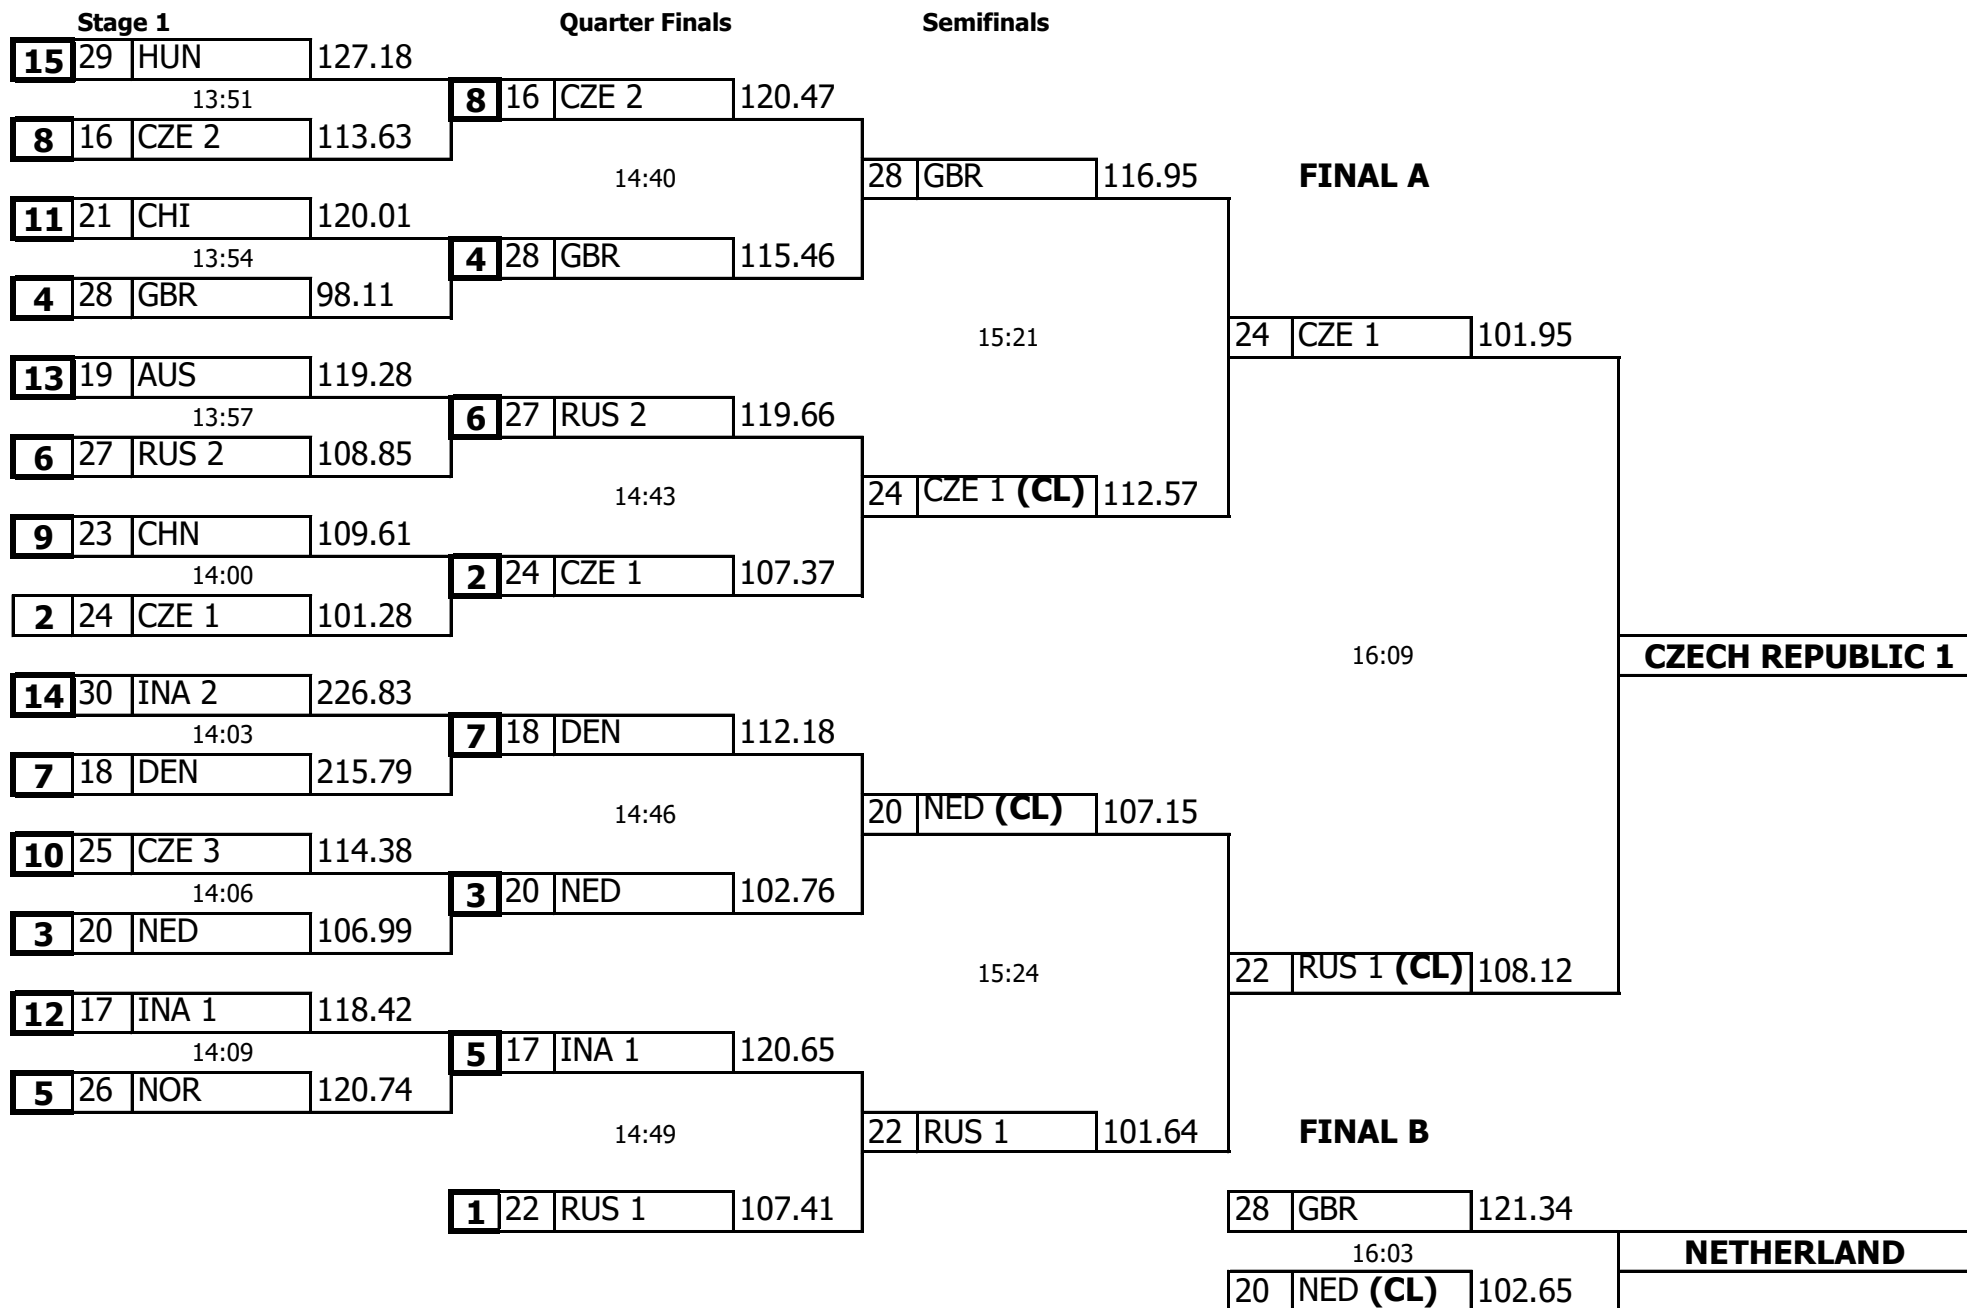 Stage 1 Quarter Finals Semifinals
15 29 HUN 127.18
13:51
8 16 CZE 2 120.47
8 16 CZE 2 113.63
14:40
28 GBR 116.95 FINAL A
11 21 CHI 120.01
13:54
4 28 GBR 115.46
4 28 GBR 98.11
15:21
24 CZE 1 101.95
13 19 AUS 119.28
13:57
6 27 RUS 2 119.66
6 27 RUS 2 108.85
14:43
24 CZE 1 (CL) 112.57
9 23 CHN 109.61
14:00
2 24 CZE 1 107.37
2 24 CZE 1 101.28
16:09
CZECH REPUBLIC 1
14 30 INA 2 226.83
14:03
7 18 DEN 112.18
7 18 DEN 215.79
14:46
20 NED (CL) 107.15
10 25 CZE 3 114.38
14:06
3 20 NED 102.76
3 20 NED 106.99
15:24
22 RUS 1 (CL) 108.12
12 17 INA 1 118.42
14:09
5 17 INA 1 120.65
5 26 NOR 120.74
14:49
22 RUS 1 101.64 FINAL B
1 22 RUS 1 107.41
28 GBR 121.34
16:03
NETHERLAND
20 NED (CL) 102.65